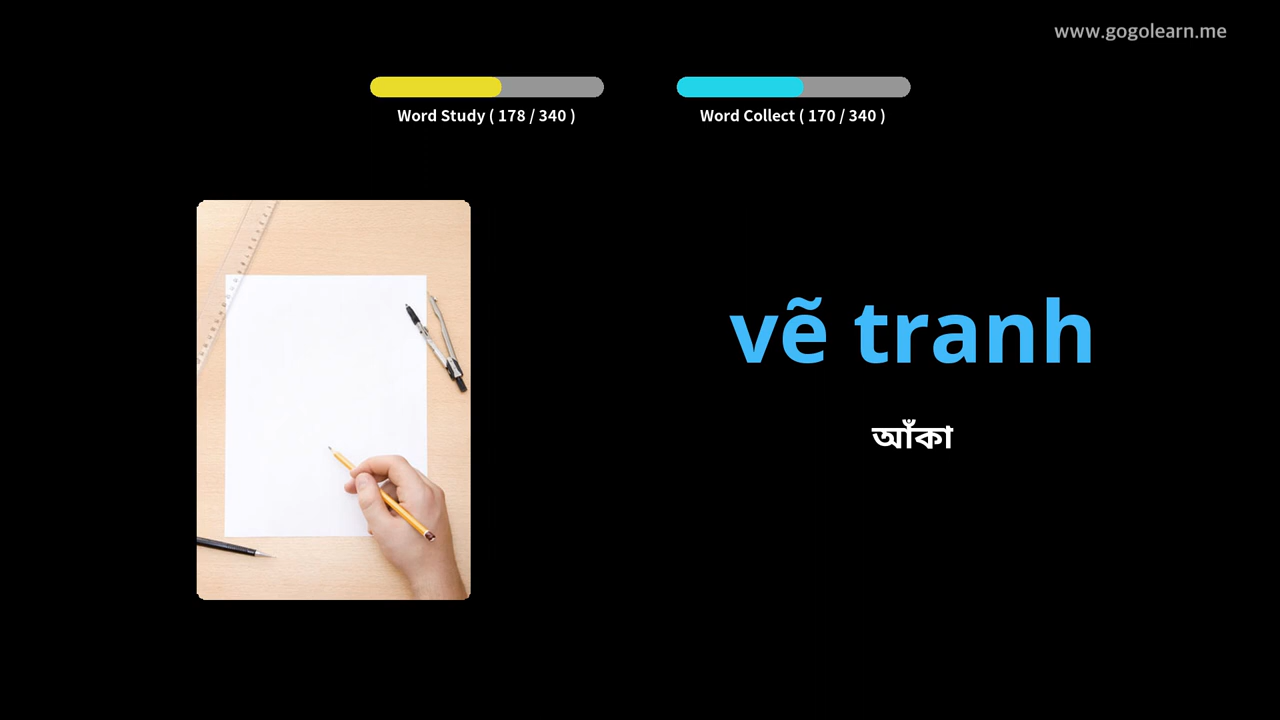 www.gogolearn.me
Word Study ( 178 / 340 )
Word Collect ( 170 / 340 )
vẽ tranh
আঁকা